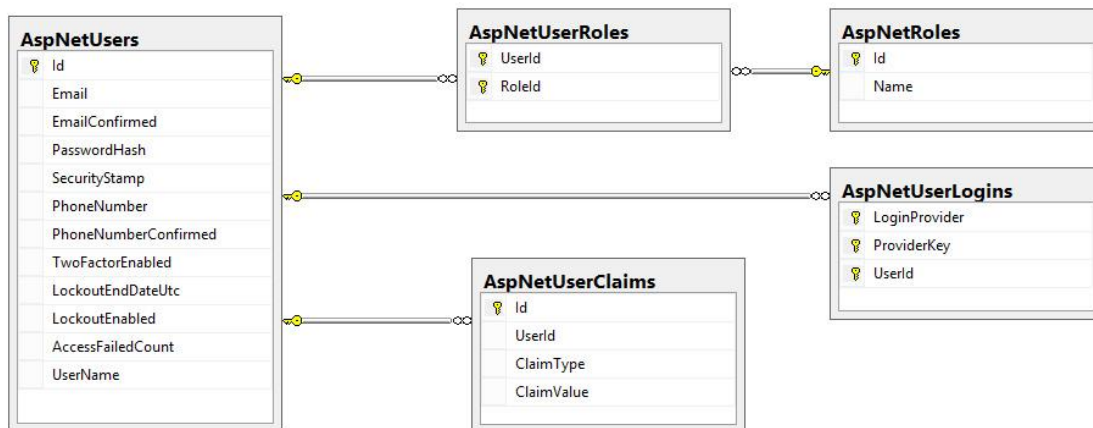 AspNetUsers
Id
Email
EmailConfirmed
PasswordHash
SecurityStamp
PhoneNumber
PhoneNumberConfirmed
TwoFactorEnabled
LockoutEndDateUtc
LockoutEnabled
AccessFailedCount
UserName
AspNetUserRoles
UserId
RoleId
AspNetRoles
Id
Name
AspNetUserLogins
LoginProvider
ProviderKey
UserId
AspNetUserClaims
Id
UserId
ClaimType
ClaimValue